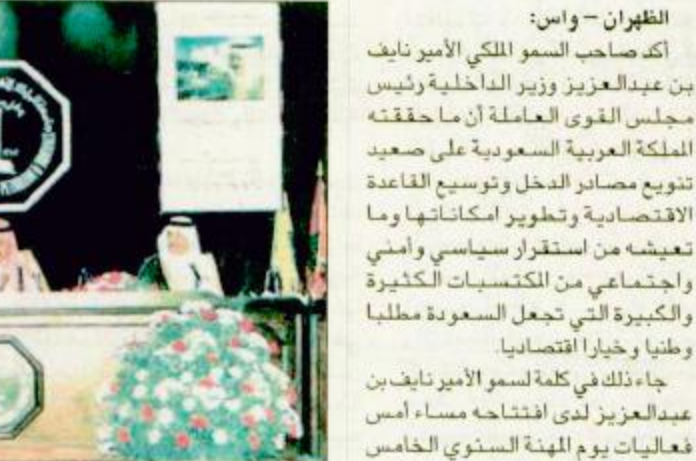 الظهران – واس:
أكد صاحب السمو الملكي الأمير نايف
بن عبدالعزيز وزير الداخلية رئيس
مجلس القوى العاملة أن ما حققته
المملكة العربية السعودية على صعيد
تنويع مصادر الدخل وتوسيع القاعدة
الاقتصادية وتطوير امكاناتها وما
تعيشه من استقرار سياسي وأمني
واجتماعي من المكتسبات الكثيرة
والكبيرة التي تجعل السعودة مطلبا
وطنيا وخيارا اقتصاديا.
جاء ذلك في كلمة لسمو الأمير نايف بن
عبدالعزيز لدى افتتاحه مساء أمس
فعاليات يوم المهنة السنوي الخامس